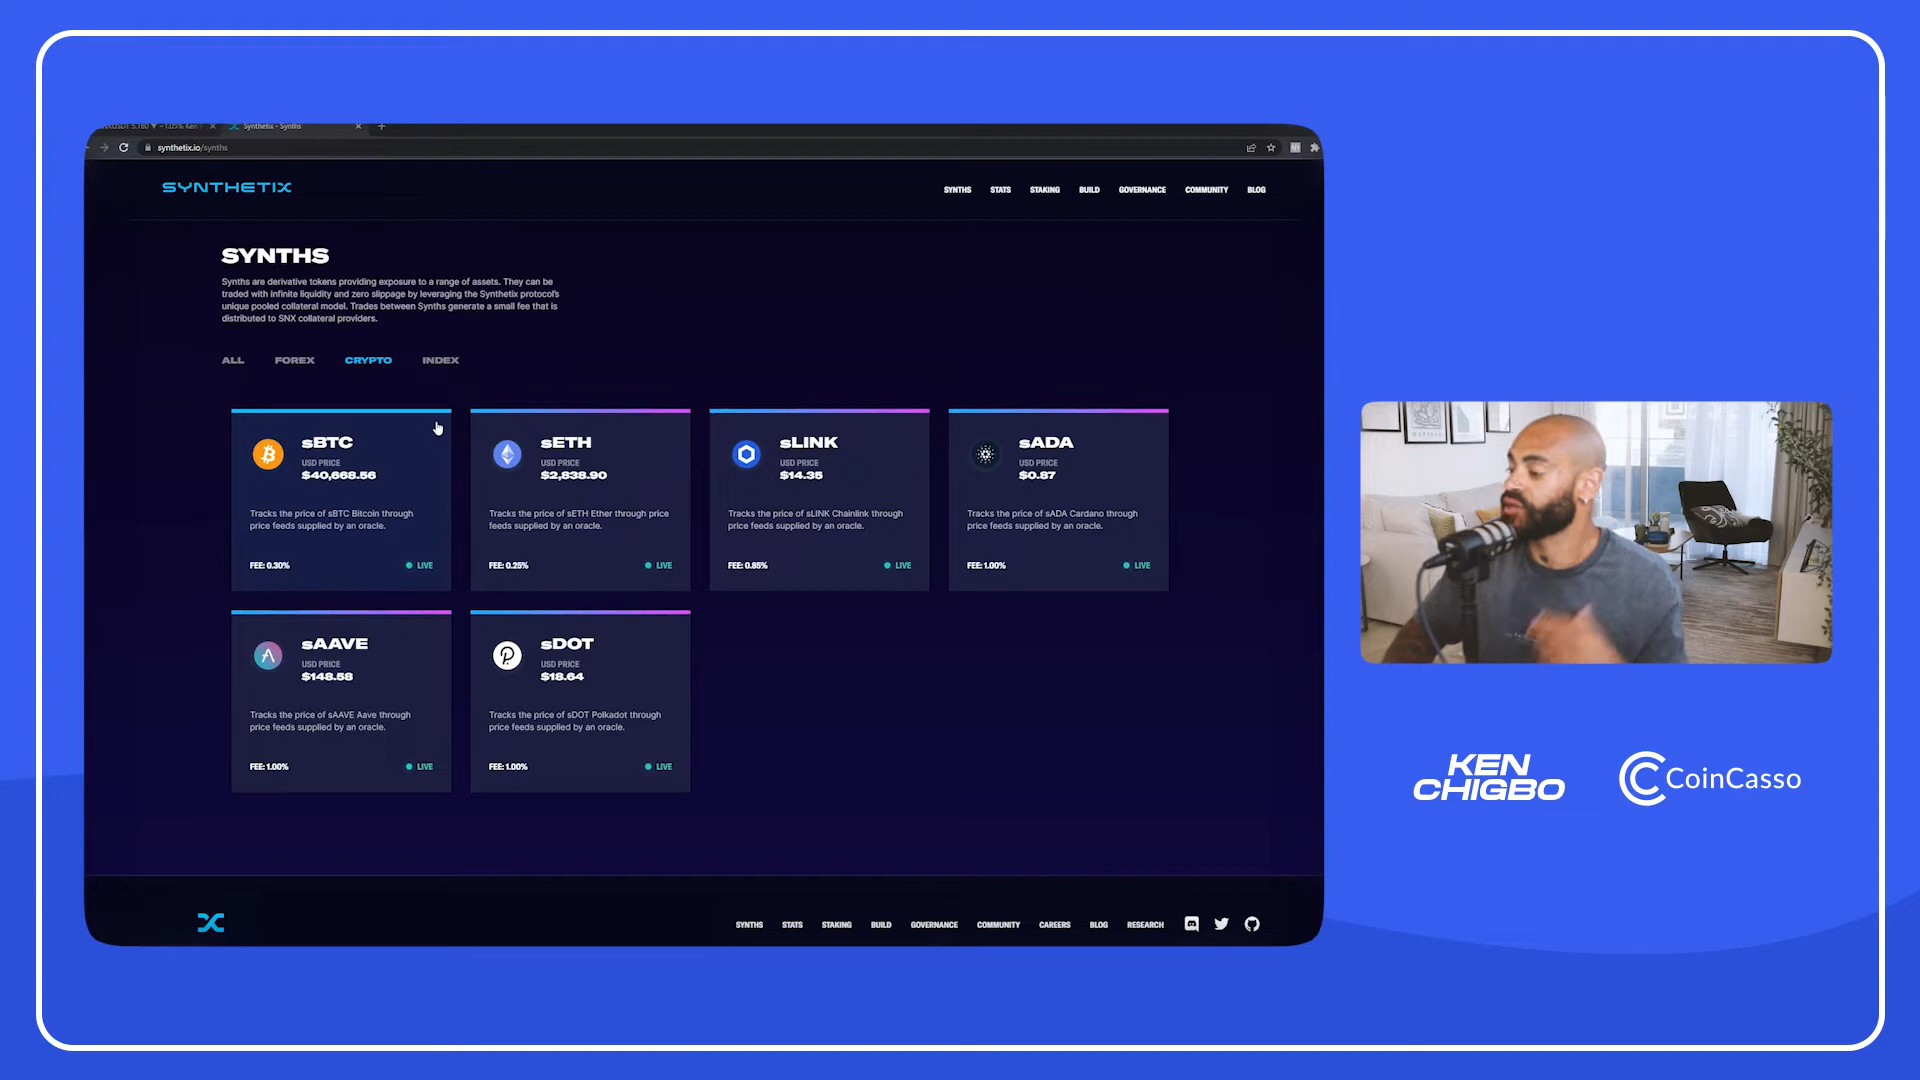 Synthetix - Synths
synthetix.io/synths
SYNTHETIX
SYNTHS STATS STAKING BUILD GOVERNANCE COMMUNITY BLOG
SYNTHS
Synths are derivative tokens providing exposure to a range of assets. They can be
traded with infinite liquidity and zero slippage by leveraging the Synthetix protocol's
unique pooled collateral model. Trades between Synths generate a small fee that is
distributed to SNX collateral providers.
ALL FOREX CRYPTO INDEX
sBTC
USD PRICE
$40,668.56
Tracks the price of sBTC Bitcoin through
price feeds supplied by an oracle.
FEE: 0.30% LIVE
sETH
USD PRICE
$2,838.90
Tracks the price of sETH Ether through price
feeds supplied by an oracle.
FEE: 0.25% LIVE
sLINK
USD PRICE
$14.35
Tracks the price of sLINK Chainlink through
price feeds supplied by an oracle.
FEE: 0.85% LIVE
sADA
USD PRICE
$0.87
Tracks the price of sADA Cardano through
price feeds supplied by an oracle.
FEE: 1.00% LIVE
sAAVE
USD PRICE
$148.58
Tracks the price of sAAVE Aave through
price feeds supplied by an oracle.
FEE: 1.00% LIVE
sDOT
USD PRICE
$18.64
Tracks the price of sDOT Polkadot through
price feeds supplied by an oracle.
FEE: 1.00% LIVE
SYNTHS STATS STAKING BUILD GOVERNANCE COMMUNITY CAREERS BLOG RESEARCH
KEN
CHIGBO
CoinCasso